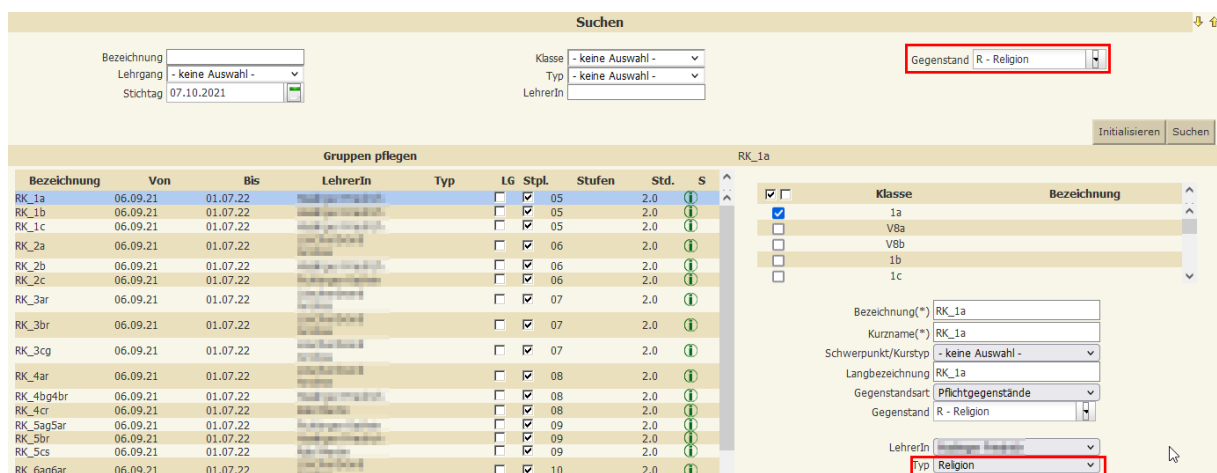 Suchen
Bezeichnung
Klasse - keine Auswahl -
Gegenstand R - Religion
Lehrgang - keine Auswahl -
Typ - keine Auswahl -
Stichtag 07.10.2021
LehrerIn
Initialisieren Suchen
Gruppen pflegen
RK_1a
Bezeichnung Von Bis LehrerIn Typ LG Stpl. Stufen Std. S
RK_1a 06.09.21 01.07.22 05 2.0
RK_1b 06.09.21 01.07.22 05 2.0
RK_1c 06.09.21 01.07.22 05 2.0
RK_2a 06.09.21 01.07.22 06 2.0
RK_2b 06.09.21 01.07.22 06 2.0
RK_2c 06.09.21 01.07.22 06 2.0
RK_3ar 06.09.21 01.07.22 07 2.0
RK_3br 06.09.21 01.07.22 07 2.0
RK_3cg 06.09.21 01.07.22 07 2.0
RK_4ar 06.09.21 01.07.22 08 2.0
RK_4bg4br 06.09.21 01.07.22 08 2.0
RK_4cr 06.09.21 01.07.22 08 2.0
RK_5ag5ar 06.09.21 01.07.22 09 2.0
RK_5br 06.09.21 01.07.22 09 2.0
RK_5cs 06.09.21 01.07.22 09 2.0
RK_6ag6ar 06.09.21 01.07.22 10 2.0
Klasse Bezeichnung
1a
V8a
V8b
1b
1c
Bezeichnung(*) RK_1a
Kurzname(*) RK_1a
Schwerpunkt/Kurstyp - keine Auswahl -
Langbezeichnung RK_1a
Gegenstandsart Pflichtgegenstände
Gegenstand R - Religion
LehrerIn
Typ Religion